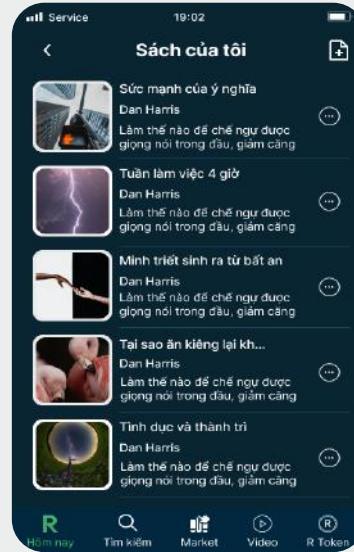 Service
19:02
Sách của tôi
Sức mạnh của ý nghĩa
Dan Harris
Làm thế nào để chế ngự được
giọng nói trong đầu, giảm căng
Tuần làm việc 4 giờ
Dan Harris
Làm thế nào để chế ngự được
giọng nói trong đầu, giảm căng
Minh triết sinh ra từ bất an
Dan Harris
Làm thế nào để chế ngự được
giọng nói trong đầu, giảm căng
Tại sao ăn kiêng lại kh...
Dan Harris
Làm thế nào để chế ngự được
giọng nói trong đầu, giảm căng
Tình dục và thành trì
Dan Harris
Làm thế nào để chế ngự được
giọng nói trong đầu, giảm căng
R
R
Hôm nay
Tìm kiếm
Market
Video
R Token